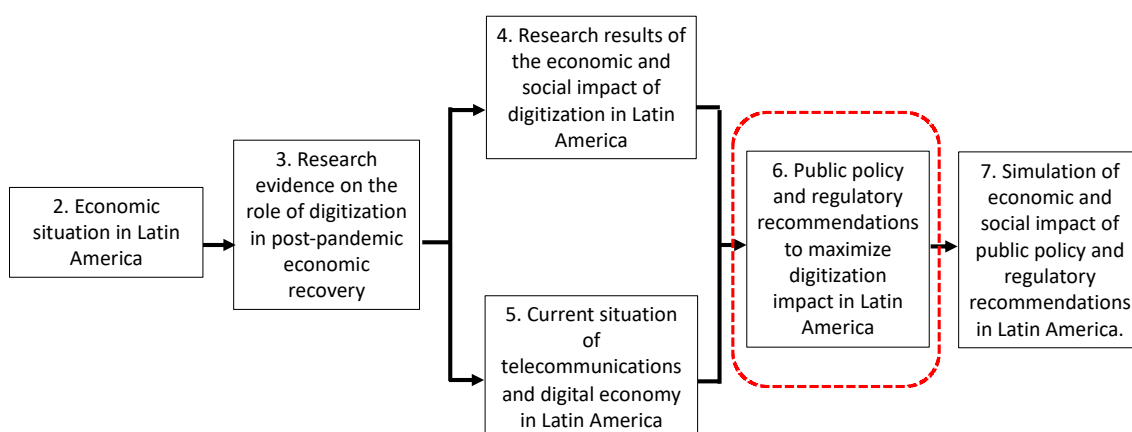 2. Economic
situation in Latin
America
3. Research
evidence on the
role of digitization
in post-pandemic
economic
recovery
4. Research results of
the economic and
social impact of
digitization in Latin
America
5. Current situation
of
telecommunications
and digital economy
in Latin America
6. Public policy
and regulatory
recommendations
to maximize
digitization
impact in Latin
America
7. Simulation of
economic and
social impact of
public policy and
regulatory
recommendations
in Latin America.